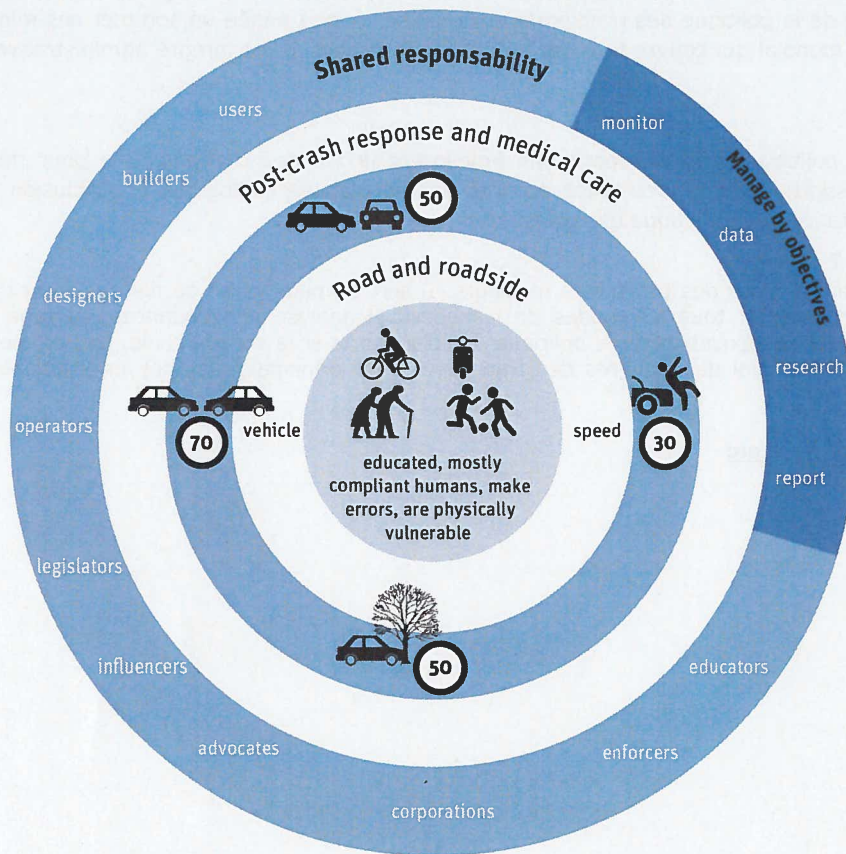 Shared responsability
users
builders
designers
operators
legislators
influencers
advocates
corporations
enforcers
educators
Manage by objectives
monitor
data
research
report
Post-crash response and medical care
50
Road and roadside
70
vehicle
speed
30
educated, mostly
compliant humans, make
errors, are physically
vulnerable
50